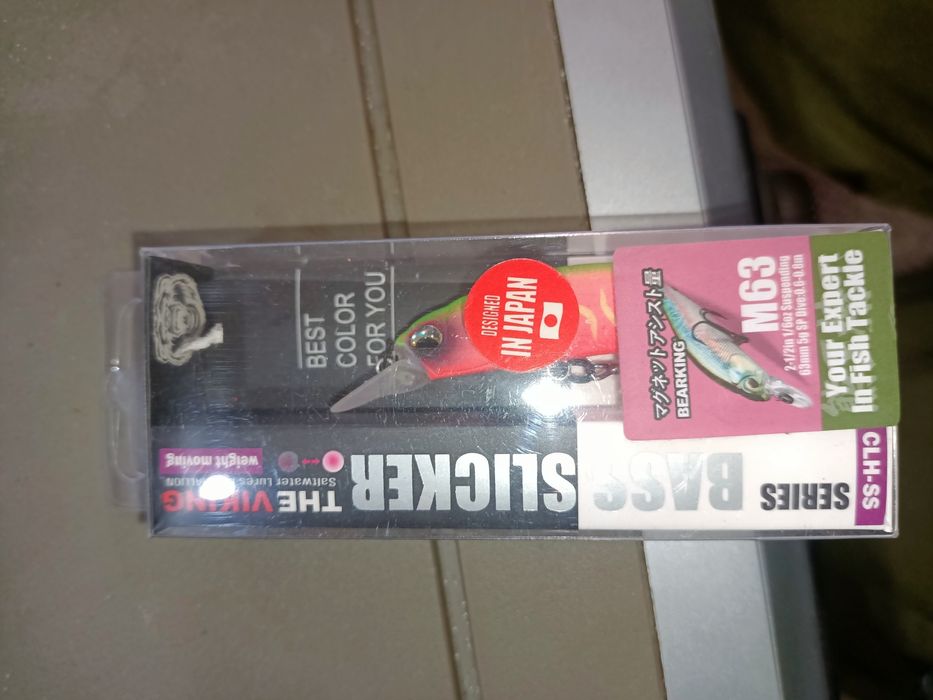 BEST
COLOR
FOR YOU
DESIGNED
IN JAPAN
マグネットアシスト重
BEARKING
M63
2-1/2in 1/6oz Suspending
63mm 5g SP Dive:0.6-0.8m
Your Expert
In Fish Tackle
CLH-SS
SERIES
BASS SLICKER
THE VIKING
Saltwater Lures
weight moving